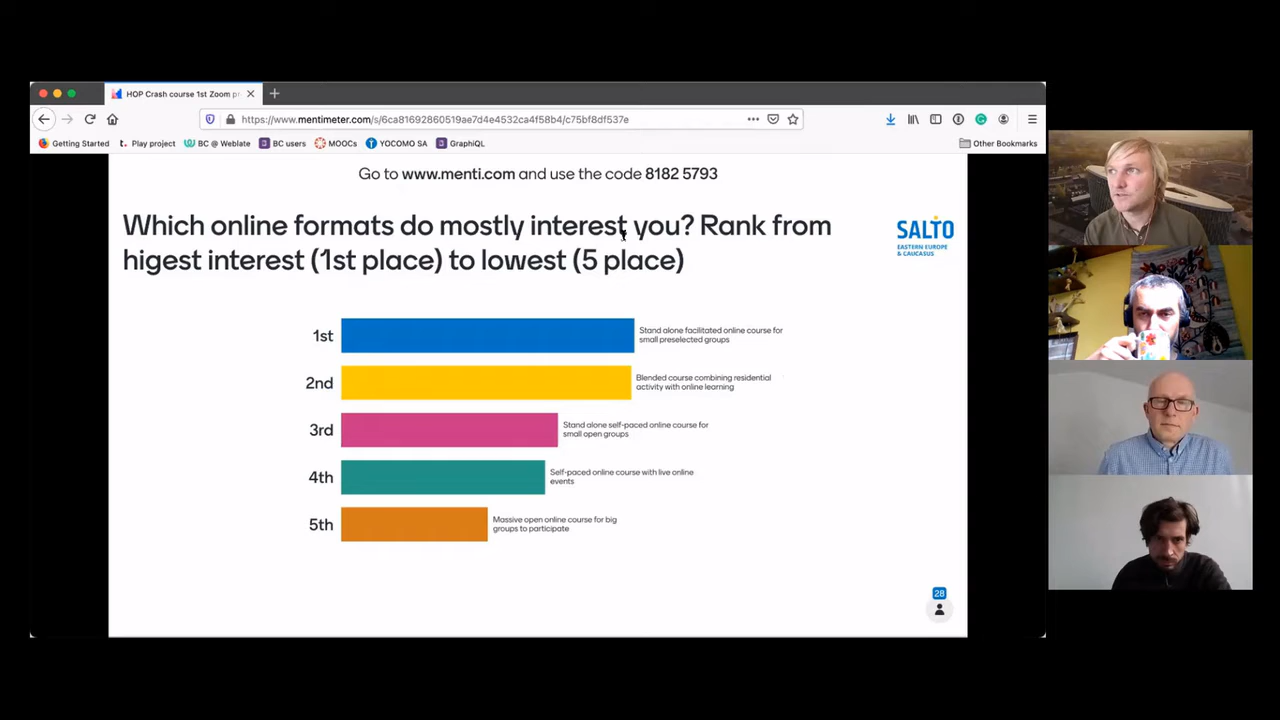 HOP Crash course 1st Zoom pr
https://www.mentimeter.com/s/6ca81692860519ae7d4e4532ca4f58b4/c75bf8df537e
Getting Started Play project BC @ Weblate BC users MOOCs YOCOMO SA GraphiQL Other Bookmarks
Go to www.menti.com and use the code 8182 5793
Which online formats do mostly interest you? Rank from
higest interest (1st place) to lowest (5 place)
SALTO
EASTERN EUROPE
& CAUCASUS
1st
Stand alone facilitated online course for
small preselected groups
2nd
Blended course combining residential
activity with online learning
3rd
Stand alone self-paced online course for
small open groups
4th
Self-paced online course with live online
events
5th
Massive open online course for big
groups to participate
28